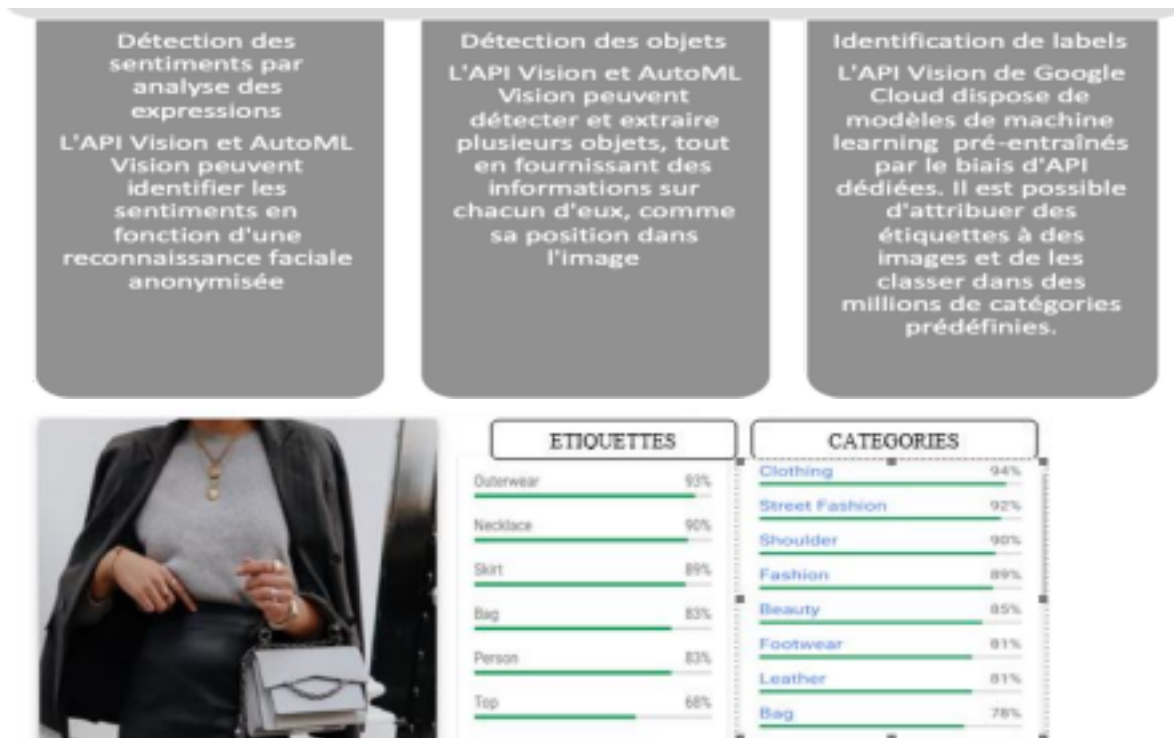 Détection des
sentiments par
analyse des
expressions
L'API Vision et AutoML
Vision peuvent
identifier les
sentiments en
fonction d'une
reconnaissance faciale
anonymisée
Détection des objets
L'API Vision et AutoML
Vision peuvent
détecter et extraire
plusieurs objets, tout
en fournissant des
informations sur
chacun d'eux, comme
sa position dans
l'image
Identification de labels
L'API Vision de Google
Cloud dispose de
modèles de machine
learning pré-entraînés
par le biais d'API
dédiées. Il est possible
d'attribuer des
étiquettes à des
images et de les
classer dans des
millions de catégories
prédéfinies.
ETIQUETTES
Outerwear 93%
Necklace 90%
Skirt 89%
Bag 83%
Person 83%
Top 68%
CATEGORIES
Clothing 94%
Street Fashion 92%
Shoulder 90%
Fashion 89%
Beauty 85%
Footwear 81%
Leather 81%
Bag 78%